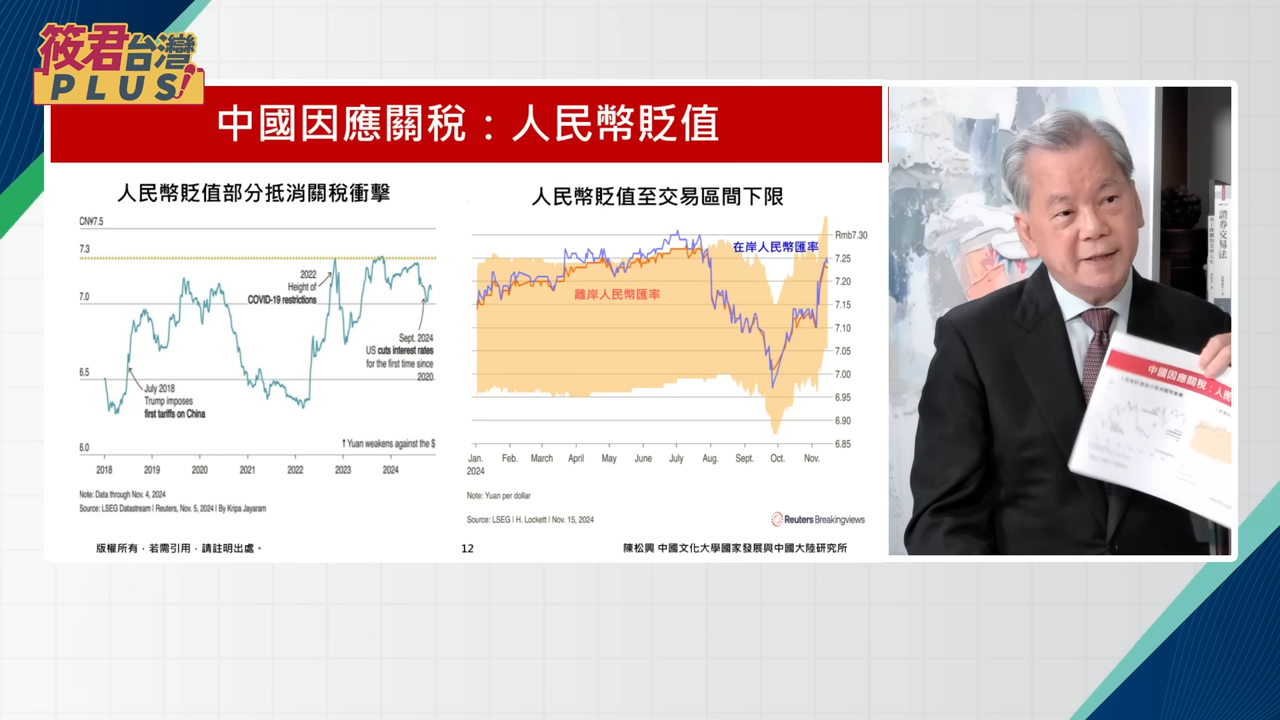 筱君台灣
PLUS!
中國因應關稅：人民幣貶值
人民幣貶值部分抵消關稅衝擊
CN¥7.5
7.3
7.0
6.5
6.0
2022
Height of
COVID-19 restrictions
Sept. 2024
US cuts interest rates
for the first time since
2020
July 2018
Trump imposes
first tariffs on China
↑ Yuan weakens against the $
2018 2019 2020 2021 2022 2023 2024
Note: Data through Nov. 4, 2024
Source: LSEG Datastream | Reuters, Nov. 5, 2024 | By Kripa Jayaram
人民幣貶值至交易區間下限
在岸人民幣匯率
離岸人民幣匯率
Rmb7.30
7.25
7.20
7.15
7.10
7.05
7.00
6.95
6.90
6.85
Jan. Feb. March April May June July Aug. Sept. Oct. Nov.
2024
Note: Yuan per dollar
Source: LSEG | H. Lockett | Nov. 15, 2024
Reuters Breakingviews
版權所有，若需引用，請註明出處。
12
陳松興 中國文化大學國家發展與中國大陸研究所
證券交易法
中國因應關稅：人民